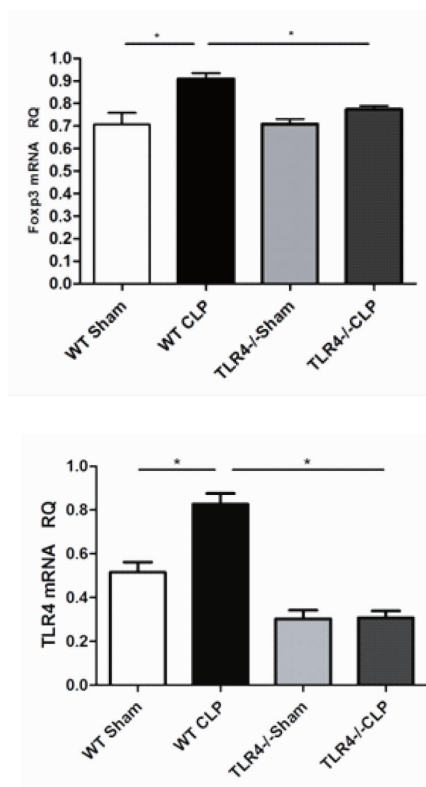 *
*
Foxp3 mRNA RQ
1.0
0.9
0.8
0.7
0.6
0.5
0.4
0.3
0.2
0.1
0.0
WT Sham
WT CLP
TLR4-/-Sham
TLR4-/-CLP
*
*
TLR4 mRNA RQ
1.0
0.8
0.6
0.4
0.2
0.0
WT Sham
WT CLP
TLR4-/-Sham
TLR4-/-CLP